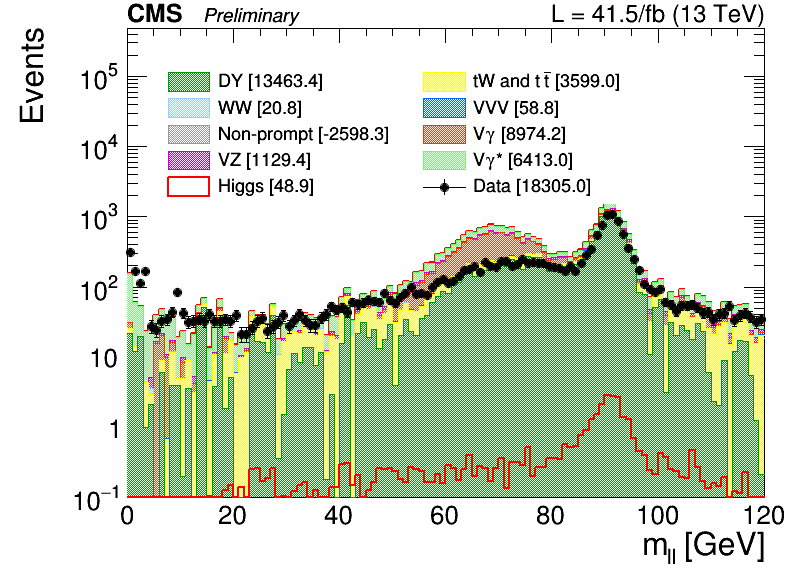 CMS Preliminary L = 41.5/fb (13 TeV)
Events
10⁵
10⁴
10³
10²
10
1
10⁻¹
DY [13463.4]
tW and tt̅ [3599.0]
WW [20.8]
VVV [58.8]
Non-prompt [-2598.3]
Vγ [8974.2]
VZ [1129.4]
Vγ* [6413.0]
Higgs [48.9]
Data [18305.0]
0 20 40 60 80 100 120
m_ll [GeV]